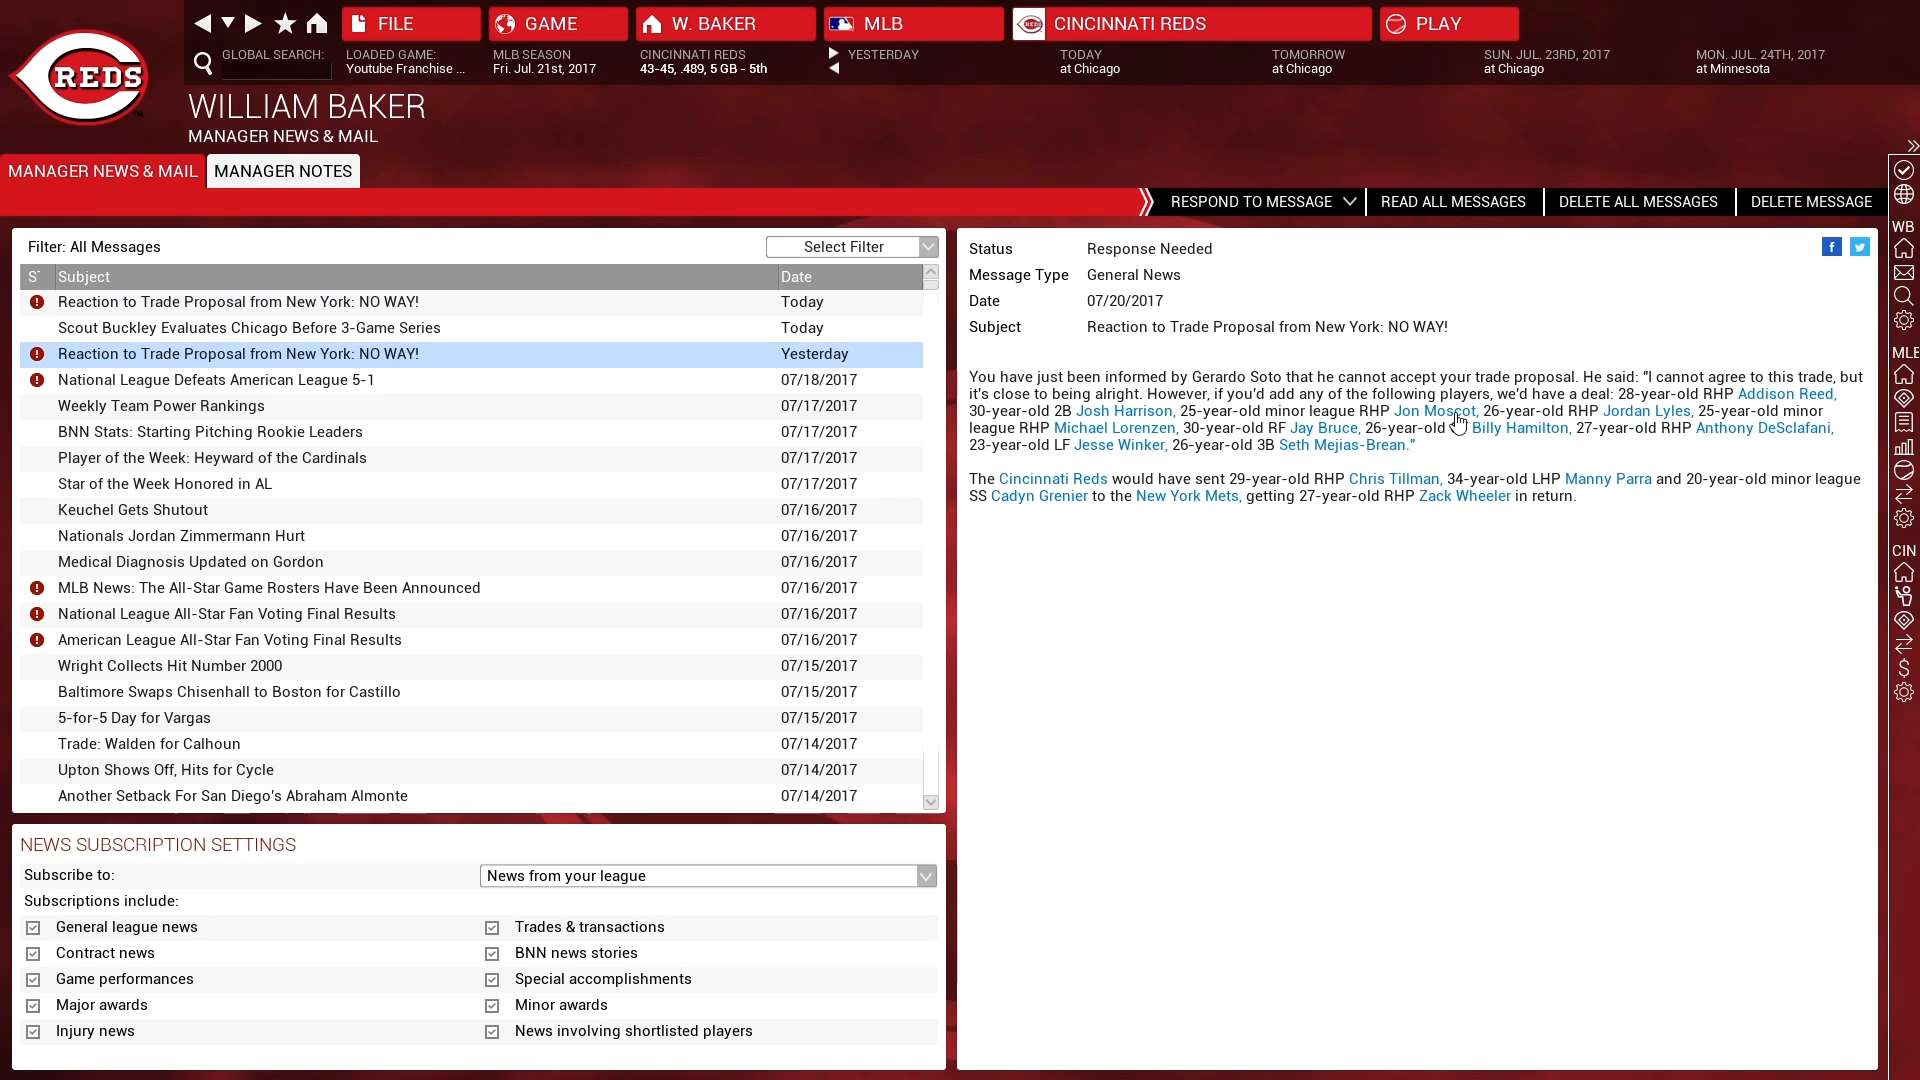 FILE
GAME
W. BAKER
MLB
REDS
CINCINNATI REDS
PLAY
GLOBAL SEARCH:
LOADED GAME:
Youtube Franchise ...
MLB SEASON
Fri. Jul. 21st, 2017
CINCINNATI REDS
43-45, .489, 5 GB - 5th
YESTERDAY
TODAY
at Chicago
TOMORROW
at Chicago
SUN. JUL. 23RD, 2017
at Chicago
MON. JUL. 24TH, 2017
at Minnesota
REDS
WILLIAM BAKER
MANAGER NEWS & MAIL
MANAGER NEWS & MAIL
MANAGER NOTES
RESPOND TO MESSAGE
READ ALL MESSAGES
DELETE ALL MESSAGES
DELETE MESSAGE
Filter: All Messages
Select Filter
S
Subject
Date
Reaction to Trade Proposal from New York: NO WAY! Today
Scout Buckley Evaluates Chicago Before 3-Game Series Today
Reaction to Trade Proposal from New York: NO WAY! Yesterday
National League Defeats American League 5-1 07/18/2017
Weekly Team Power Rankings 07/17/2017
BNN Stats: Starting Pitching Rookie Leaders 07/17/2017
Player of the Week: Heyward of the Cardinals 07/17/2017
Star of the Week Honored in AL 07/17/2017
Keuchel Gets Shutout 07/16/2017
Nationals Jordan Zimmermann Hurt 07/16/2017
Medical Diagnosis Updated on Gordon 07/16/2017
MLB News: The All-Star Game Rosters Have Been Announced 07/16/2017
National League All-Star Fan Voting Final Results 07/16/2017
American League All-Star Fan Voting Final Results 07/16/2017
Wright Collects Hit Number 2000 07/15/2017
Baltimore Swaps Chisenhall to Boston for Castillo 07/15/2017
5-for-5 Day for Vargas 07/15/2017
Trade: Walden for Calhoun 07/14/2017
Upton Shows Off, Hits for Cycle 07/14/2017
Another Setback For San Diego's Abraham Almonte 07/14/2017
NEWS SUBSCRIPTION SETTINGS
Subscribe to: News from your league
Subscriptions include:
General league news
Trades & transactions
Contract news
BNN news stories
Game performances
Special accomplishments
Major awards
Minor awards
Injury news
News involving shortlisted players
Status Response Needed
Message Type General News
Date 07/20/2017
Subject Reaction to Trade Proposal from New York: NO WAY!
You have just been informed by Gerardo Soto that he cannot accept your trade proposal. He said: "I cannot agree to this trade, but
it's close to being alright. However, if you'd add any of the following players, we'd have a deal: 28-year-old RHP Addison Reed,
30-year-old 2B Josh Harrison, 25-year-old minor league RHP Jon Moscot, 26-year-old RHP Jordan Lyles, 25-year-old minor
league RHP Michael Lorenzen, 30-year-old RF Jay Bruce, 26-year-old Billy Hamilton, 27-year-old RHP Anthony DeSclafani,
23-year-old LF Jesse Winker, 26-year-old 3B Seth Mejias-Brean."
The Cincinnati Reds would have sent 29-year-old RHP Chris Tillman, 34-year-old LHP Manny Parra and 20-year-old minor league
SS Cadyn Grenier to the New York Mets, getting 27-year-old RHP Zack Wheeler in return.
WB
MLB
CIN